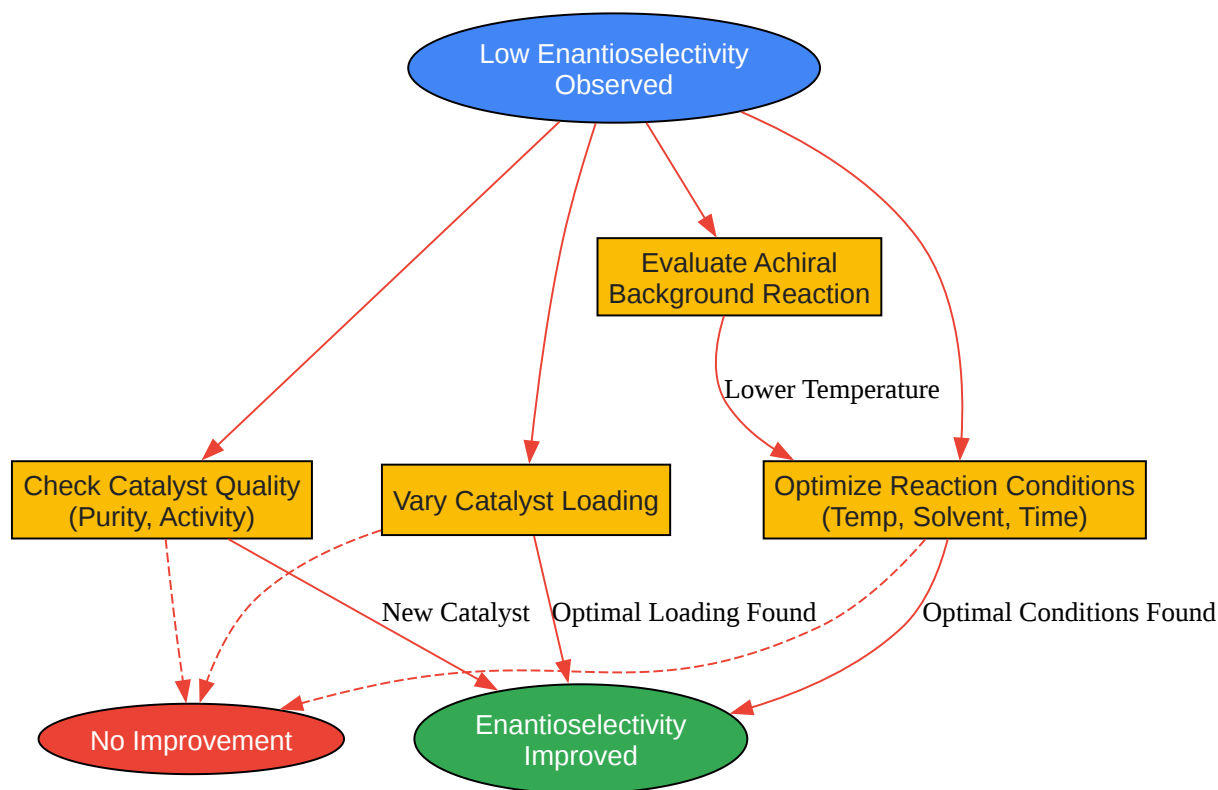 Low Enantioselectivity
Observed
Evaluate Achiral
Background Reaction
Lower Temperature
Check Catalyst Quality
(Purity, Activity)
Vary Catalyst Loading
Optimize Reaction Conditions
(Temp, Solvent, Time)
New Catalyst
Optimal Loading Found
Optimal Conditions Found
No Improvement
Enantioselectivity
Improved